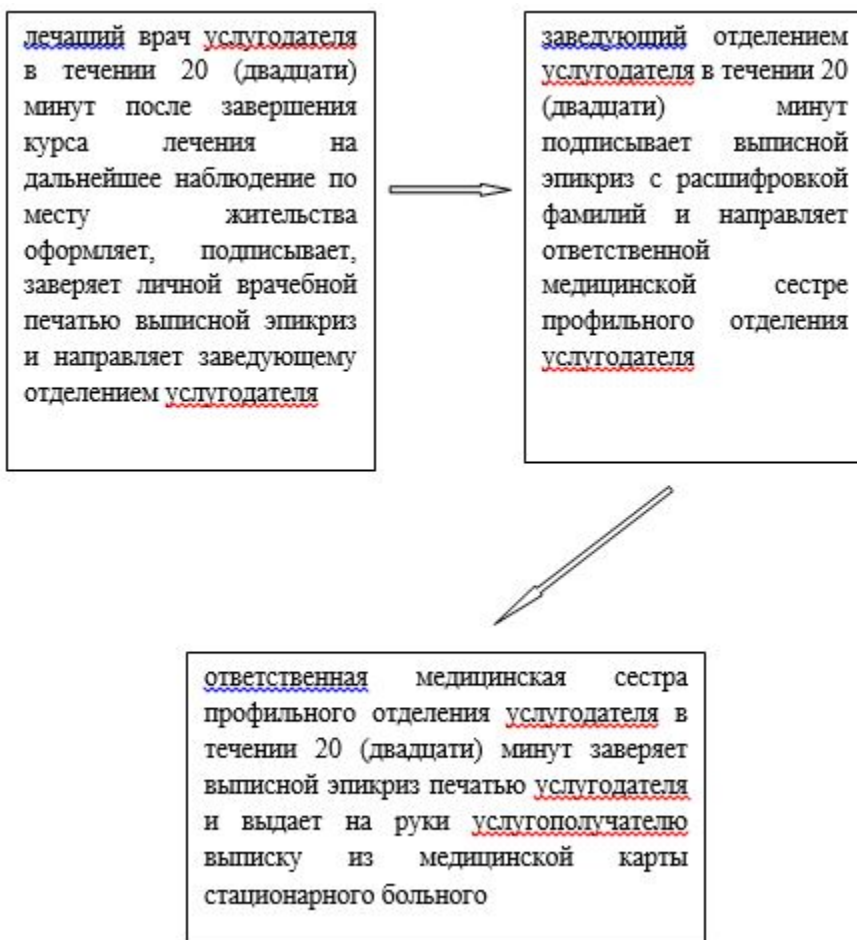 лечащий врач услугодателя
в течении 20 (двадцати)
минут после завершения
курса лечения на
дальнейшее наблюдение по
месту жительства
оформляет, подписывает,
заверяет личной врачебной
печатью выписной эпикриз
и направляет заведующему
отделением услугодателя
заведующий отделением
услугодателя в течении 20
(двадцати) минут
подписывает выписной
эпикриз с расшифровкой
фамилий и направляет
ответственной
медицинской сестре
профильного отделения
услугодателя
ответственная медицинская сестра
профильного отделения услугодателя в
течении 20 (двадцати) минут заверяет
выписной эпикриз печатью услугодателя
и выдает на руки услугополучателю
выписку из медицинской карты
стационарного больного